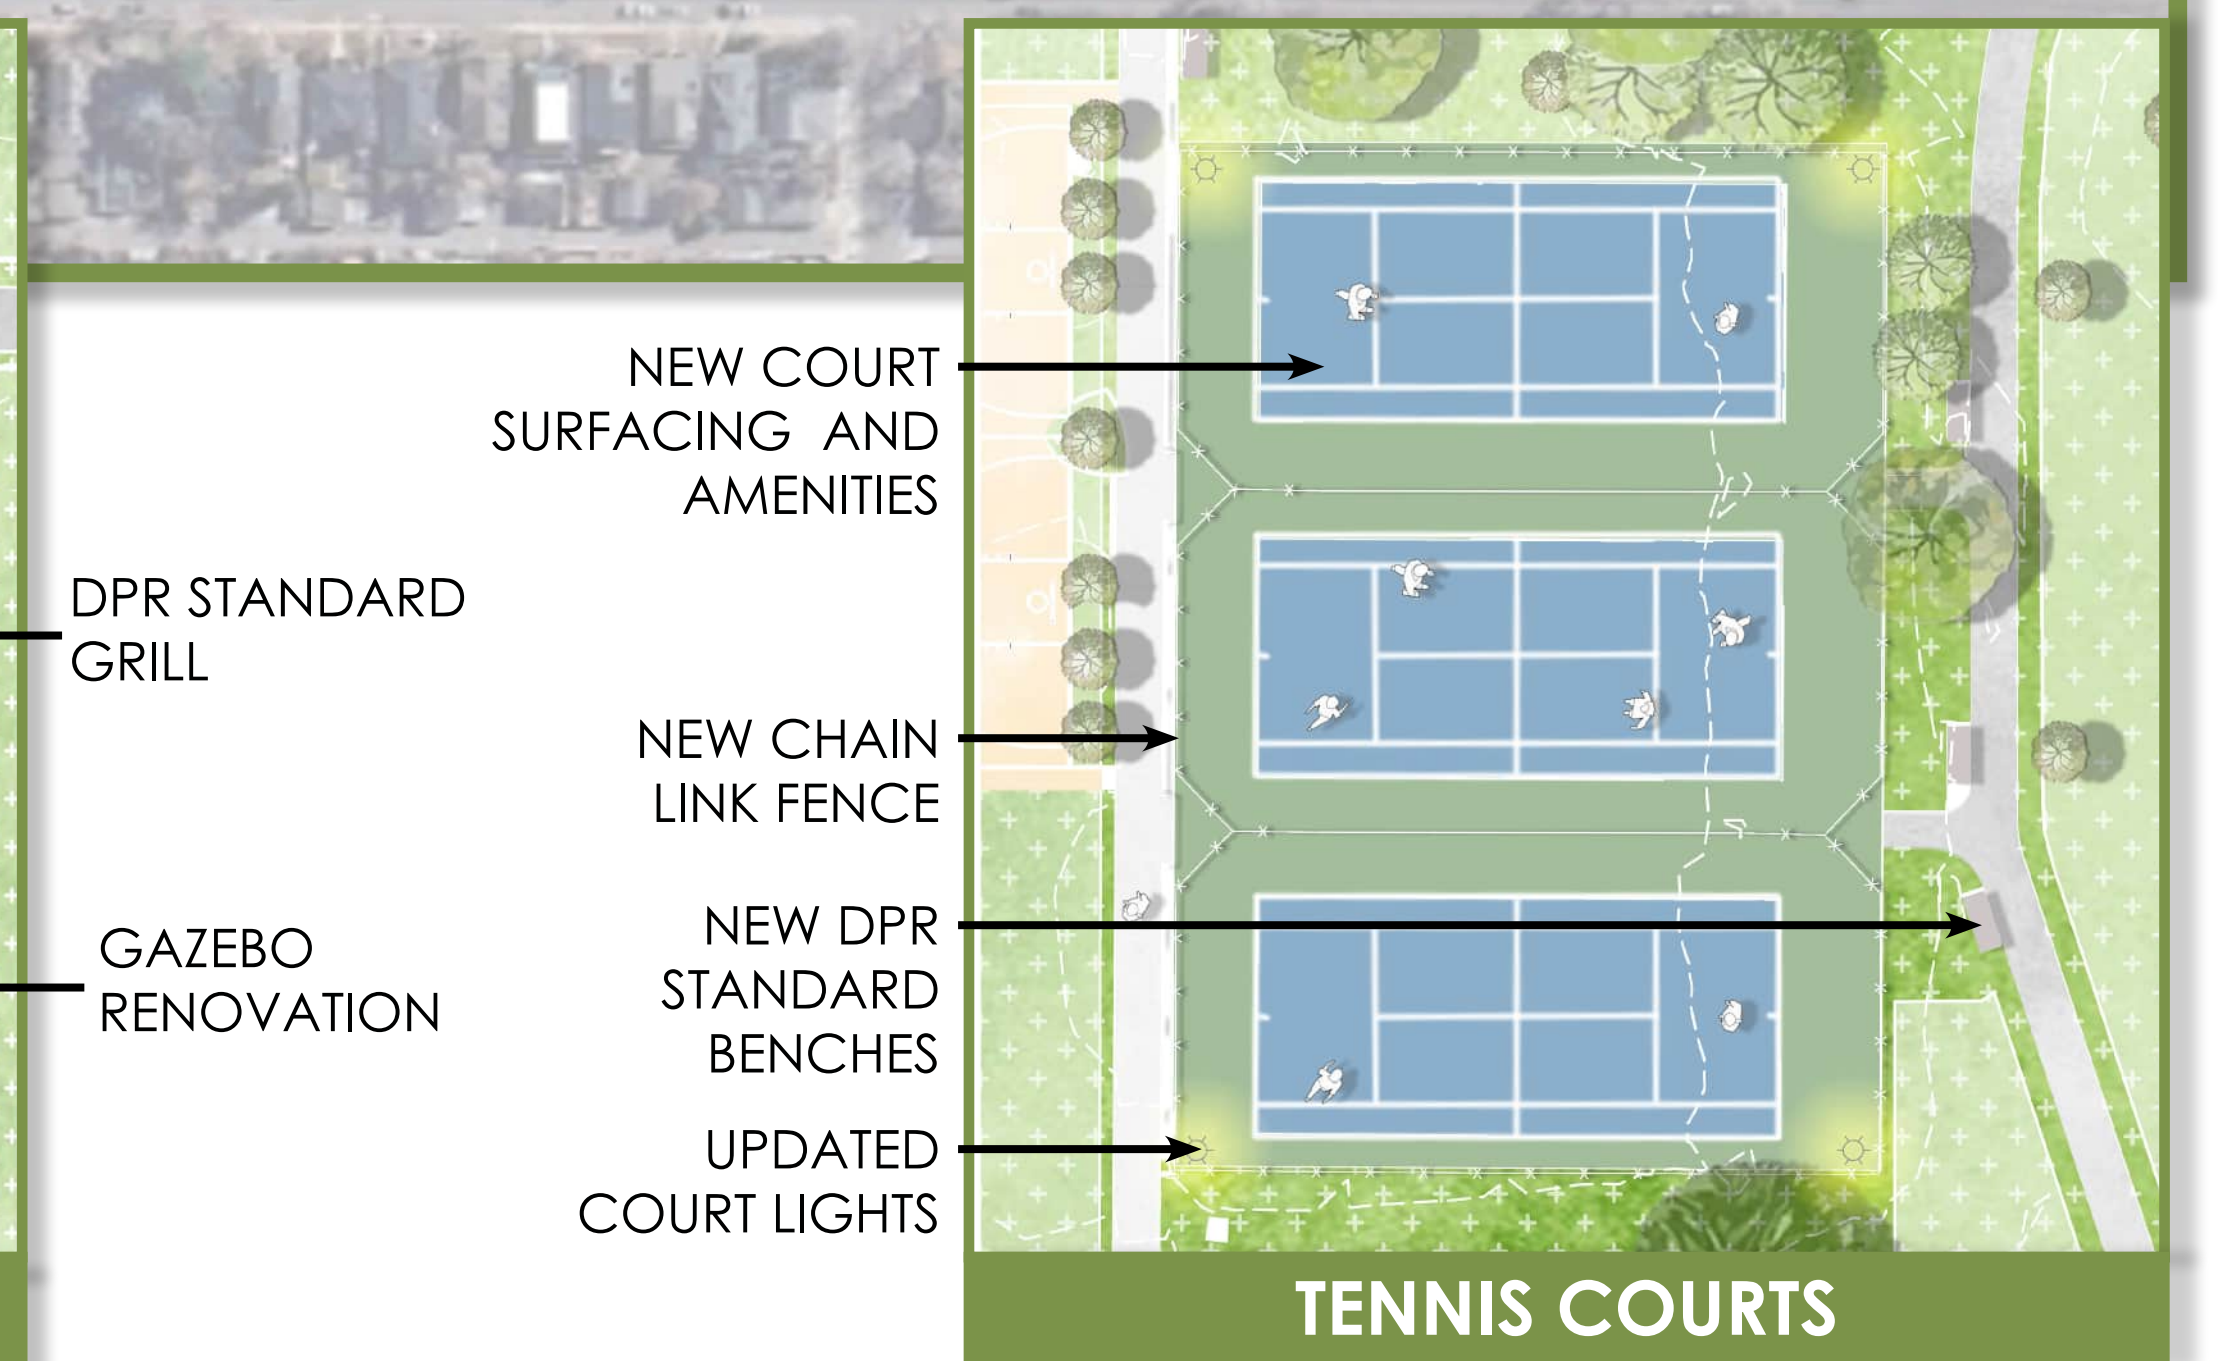 NEW COURT
SURFACING AND
AMENITIES
DPR STANDARD
GRILL
NEW CHAIN
LINK FENCE
GAZEBO
RENOVATION
NEW DPR
STANDARD
BENCHES
UPDATED
COURT LIGHTS
TENNIS COURTS